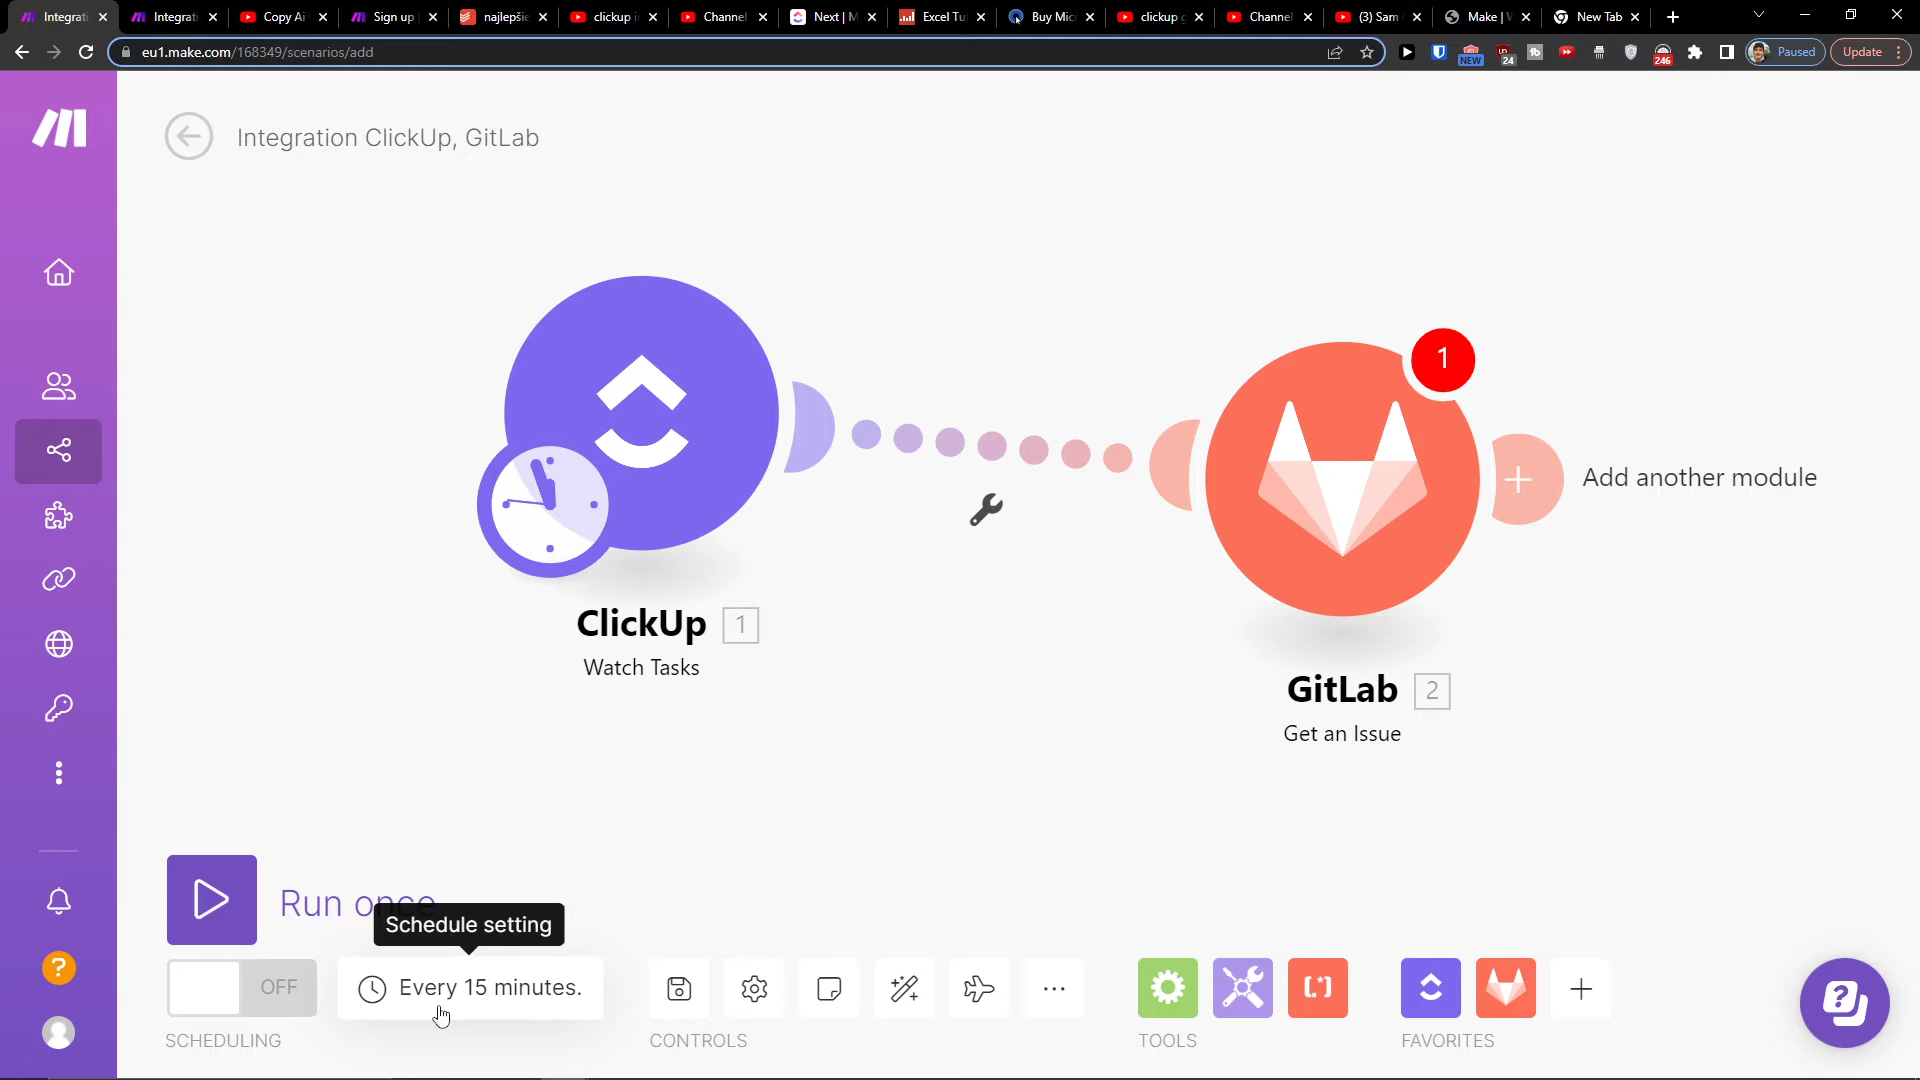 Integrati
Integrati
Copy Ai
Sign up
najlepšie
clickup i
Channel
Next | M
Excel Tu
Buy Mic
clickup g
Channel
(3) Sam
Make | W
New Tab
eu1.make.com/168349/scenarios/add
NEW
24
246
Paused
Update
Integration ClickUp, GitLab
1
Add another module
ClickUp 1
Watch Tasks
GitLab 2
Get an Issue
Run once
Schedule setting
OFF
Every 15 minutes.
SCHEDULING
CONTROLS
TOOLS
FAVORITES